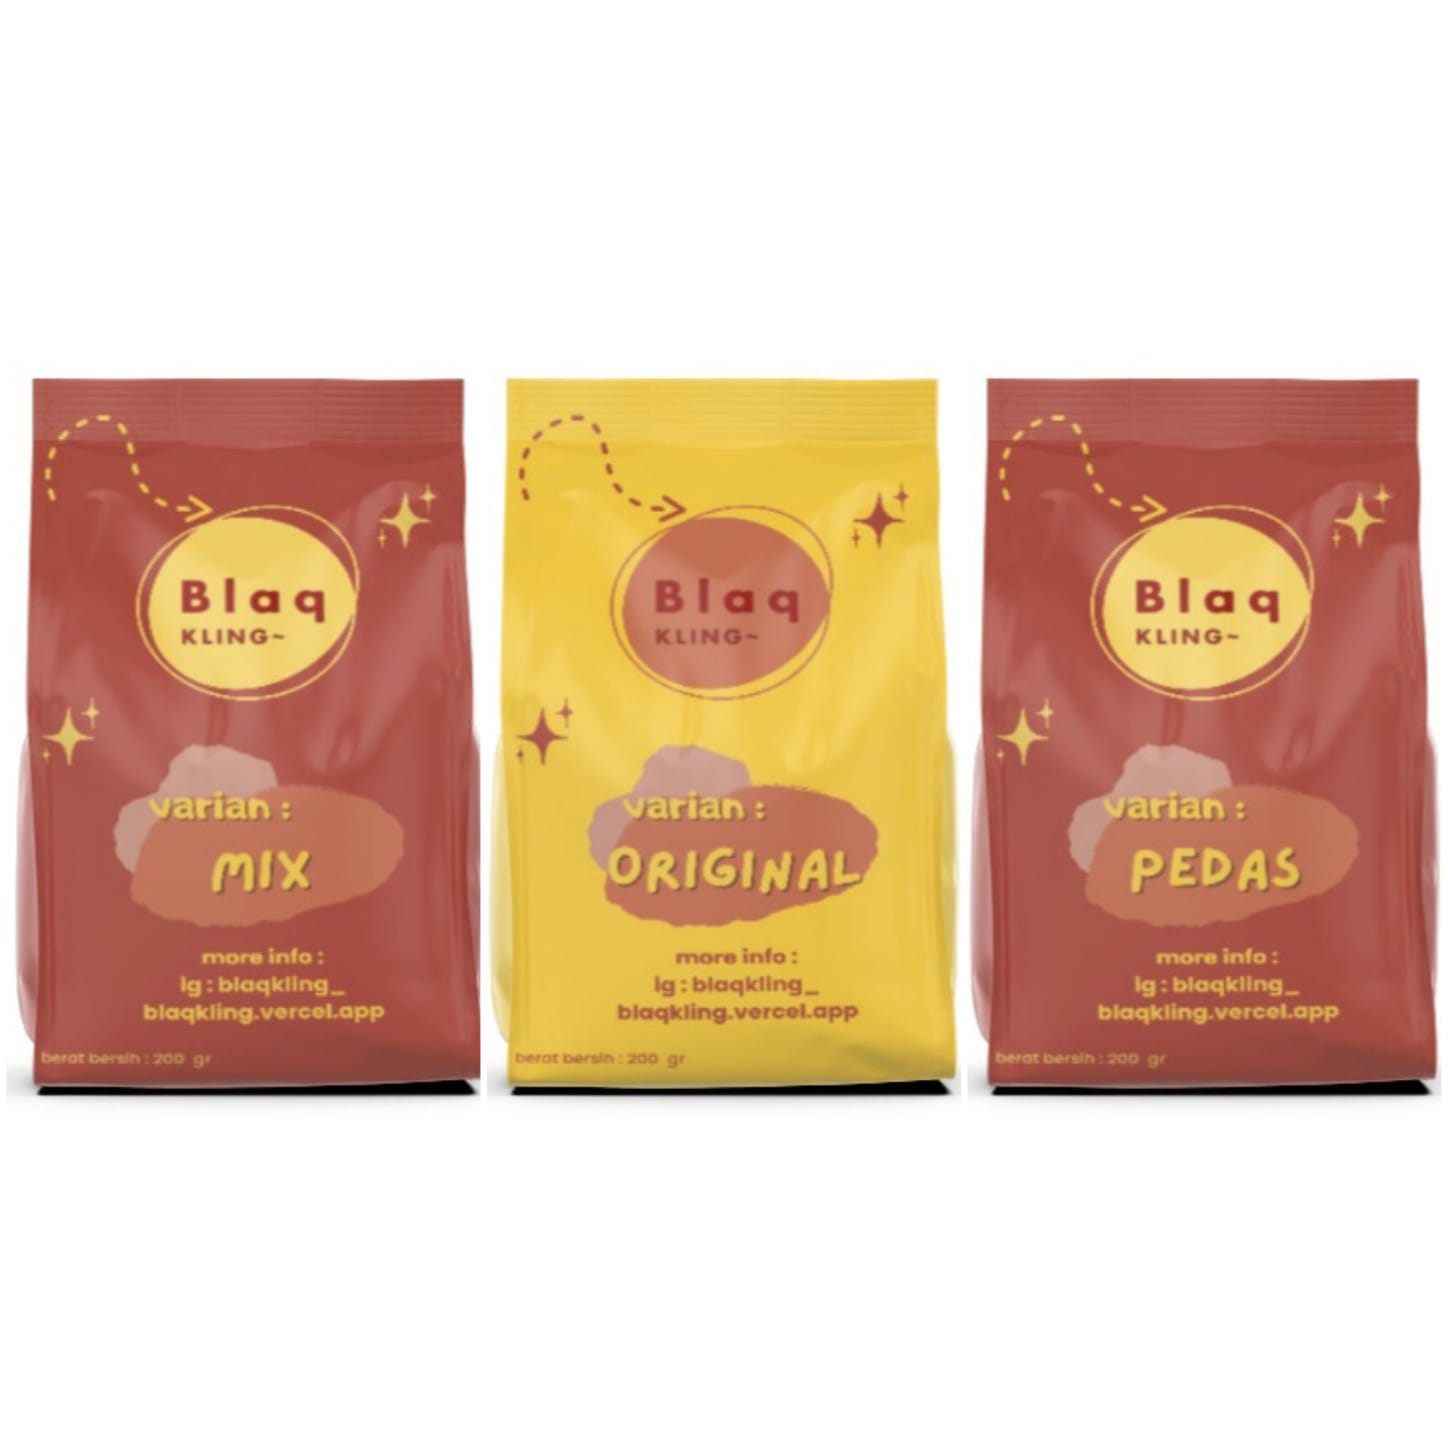 Blaq
KLING~
varian :
MIX
more info :
ig : blaqkling_
blaqkling.vercel.app
berat bersih : 200 gr
Blaq
KLING~
varian :
ORIGINAL
more info :
ig : blaqkling_
blaqkling.vercel.app
berat bersih : 200 gr
Blaq
KLING~
varian :
PEDAS
more info :
ig : blaqkling_
blaqkling.vercel.app
berat bersih : 200 gr